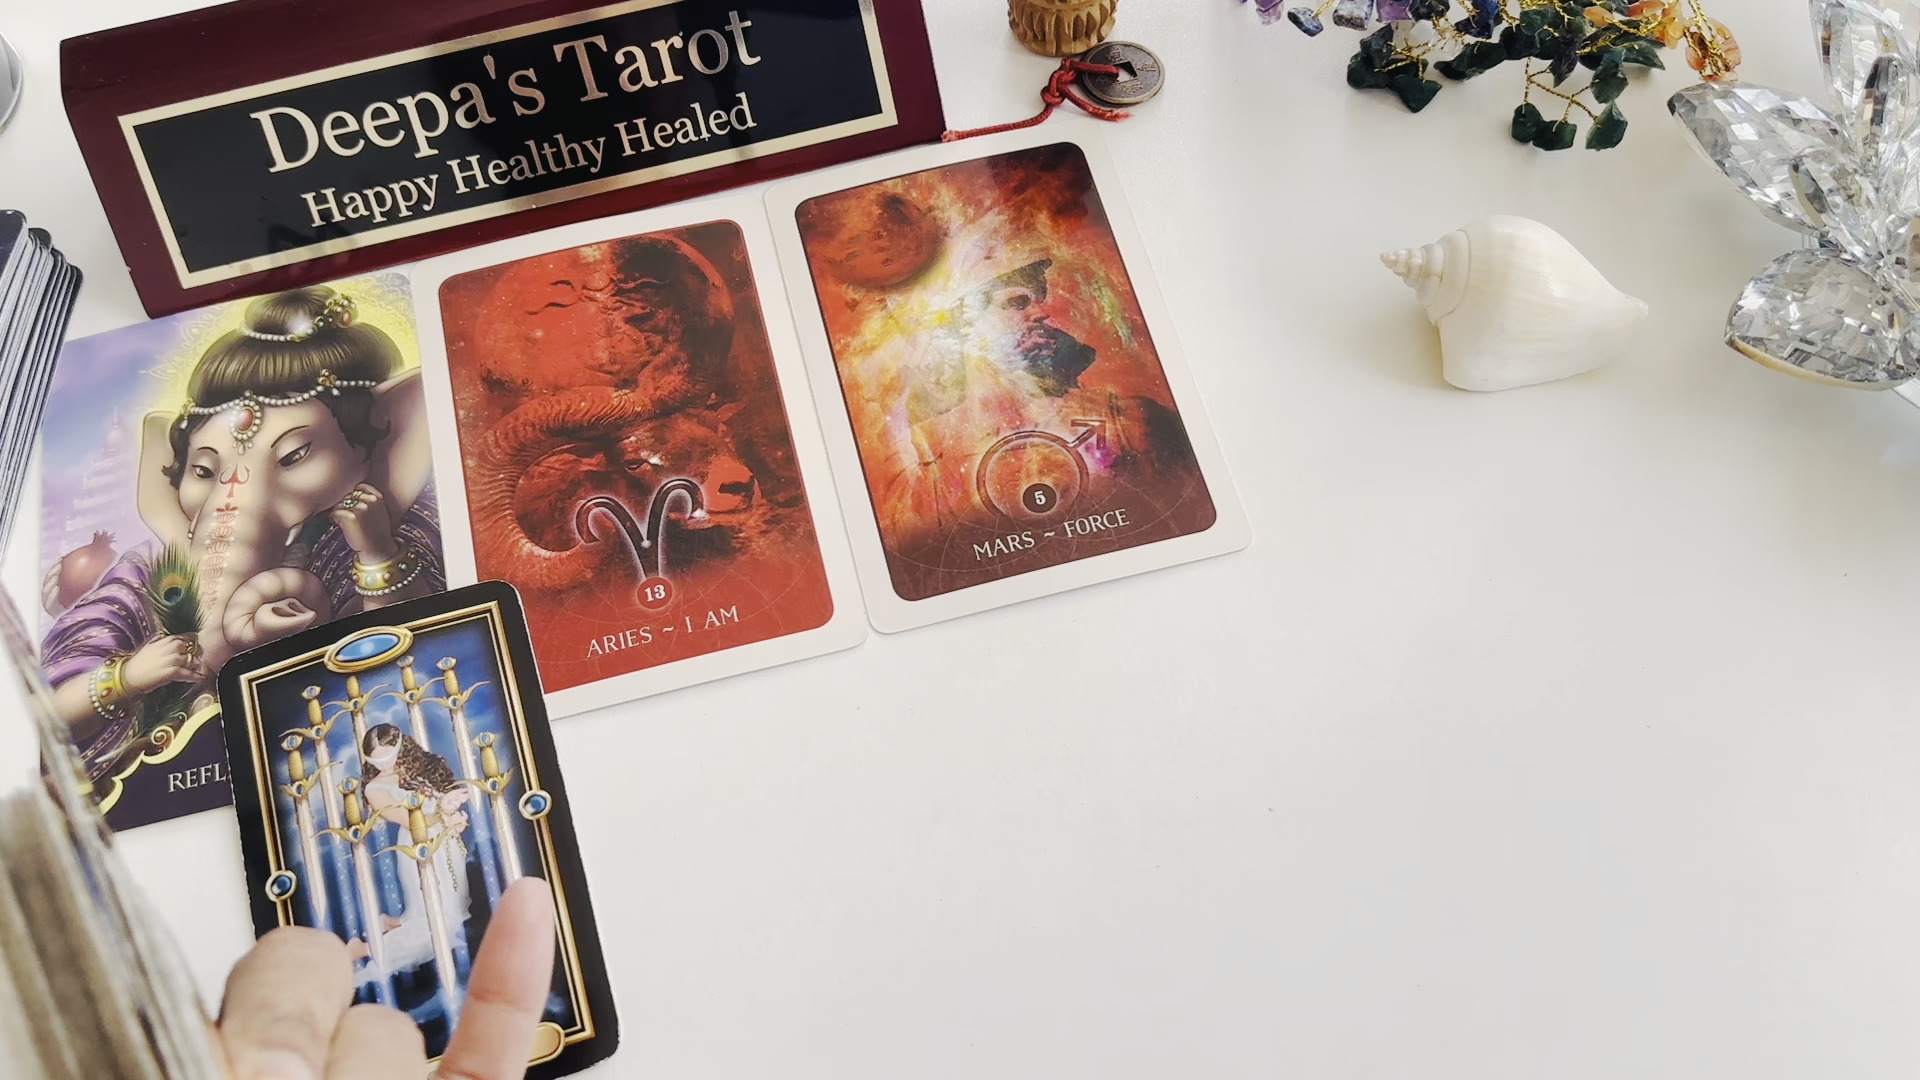 Deepa's Tarot
Happy Healthy Healed
5
MARS ~ FORCE
13
ARIES ~ I AM